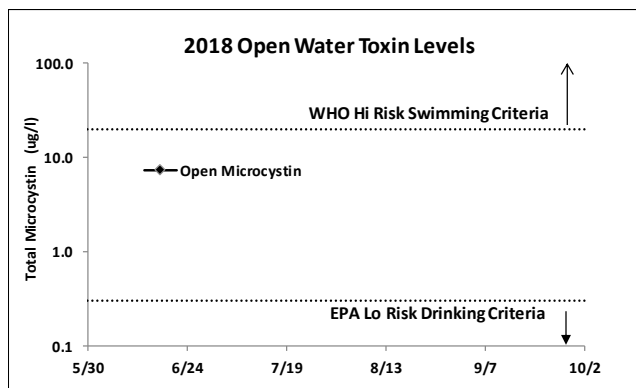 2018 Open Water Toxin Levels
Total Microcystin (ug/l)
100.0
10.0
1.0
0.1
WHO Hi Risk Swimming Criteria
Open Microcystin
EPA Lo Risk Drinking Criteria
5/30 6/24 7/19 8/13 9/7 10/2